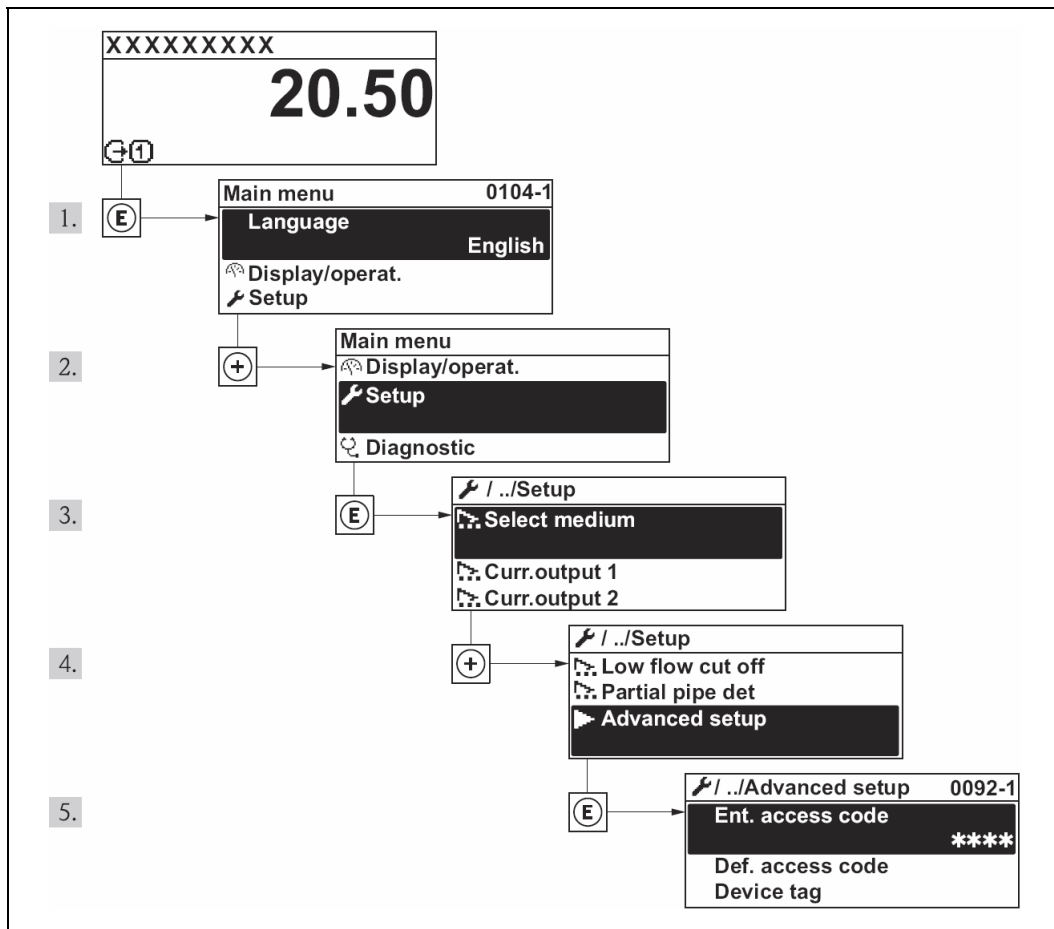 XXXXXXXXX
20.50
1
1.
E
Main menu 0104-1
Language
English
Display/operat.
Setup
2.
+
Main menu
Display/operat.
Setup
Diagnostic
3.
E
/ ../Setup
Select medium
Curr.output 1
Curr.output 2
4.
+
/ ../Setup
Low flow cut off
Partial pipe det
Advanced setup
5.
E
/ ../Advanced setup 0092-1
Ent. access code
****
Def. access code
Device tag